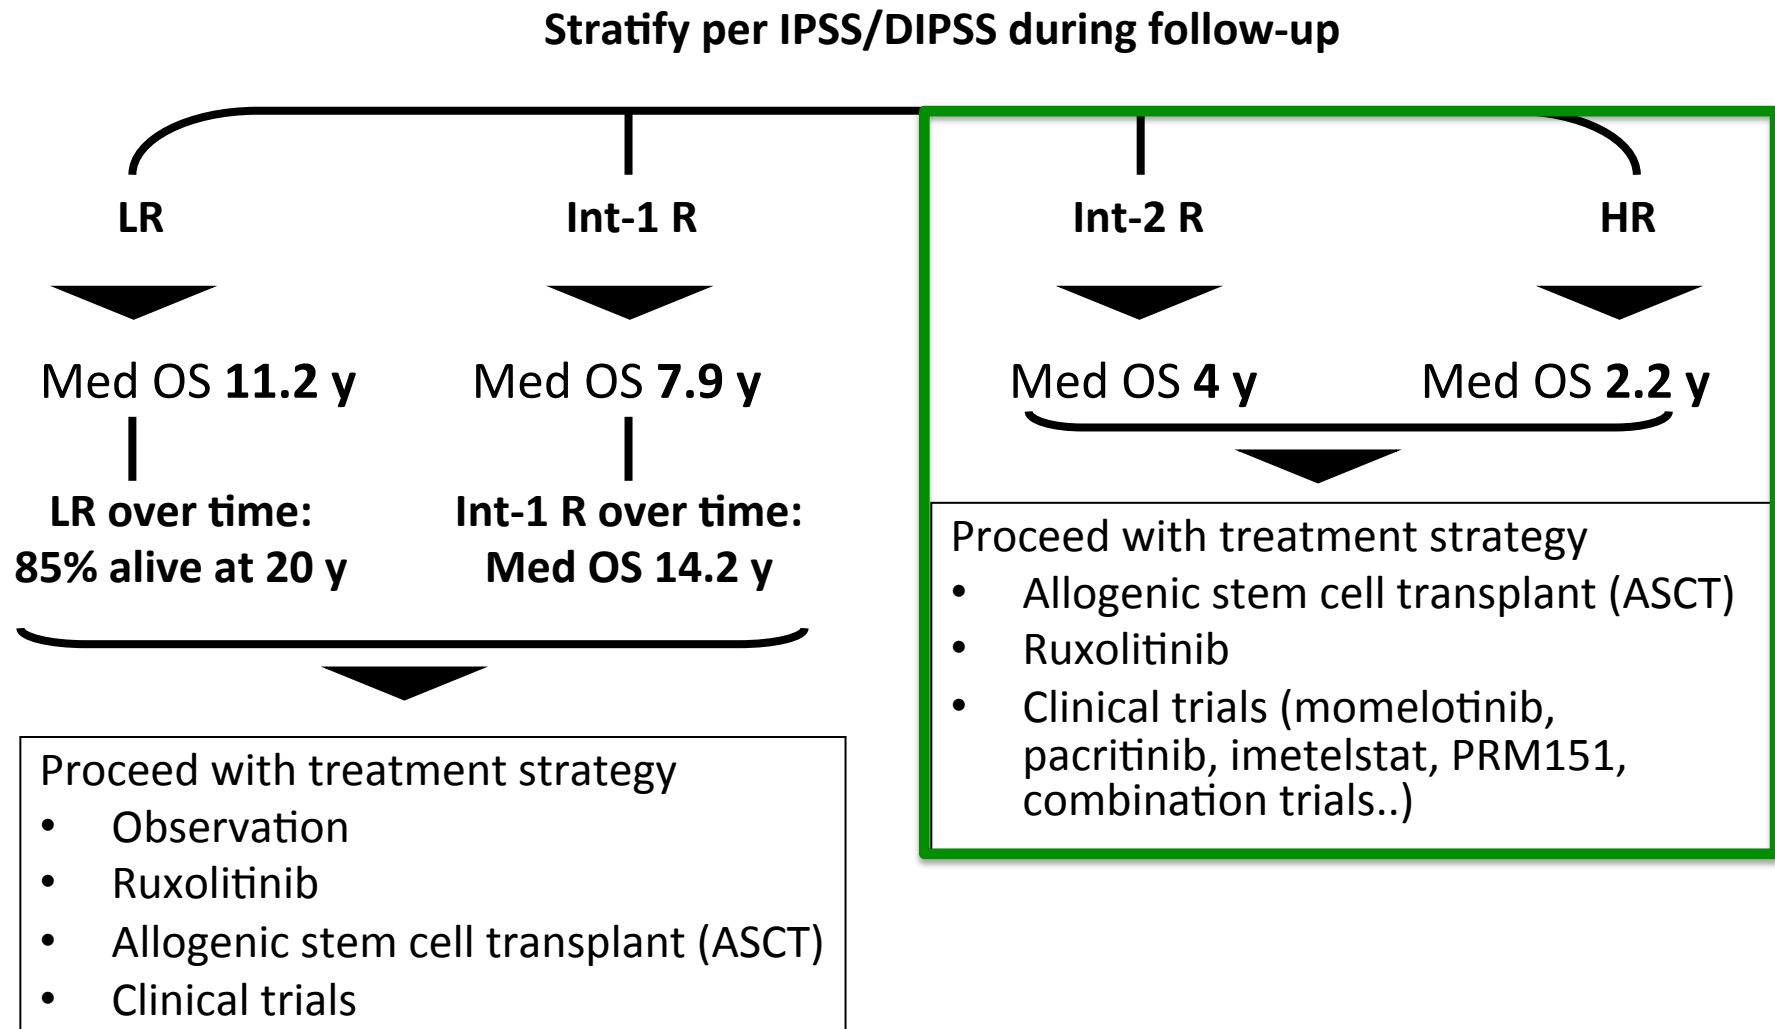 Stratify per IPSS/DIPSS during follow-up
LR
Int-1 R
Int-2 R
HR
Med OS 11.2 y
Med OS 7.9 y
Med OS 4 y
Med OS 2.2 y
LR over time:
85% alive at 20 y
Int-1 R over time:
Med OS 14.2 y
Proceed with treatment strategy
• Allogenic stem cell transplant (ASCT)
• Ruxolitinib
• Clinical trials (momelotinib,
pacritinib, imetelstat, PRM151,
combination trials..)
Proceed with treatment strategy
• Observation
• Ruxolitinib
• Allogenic stem cell transplant (ASCT)
• Clinical trials